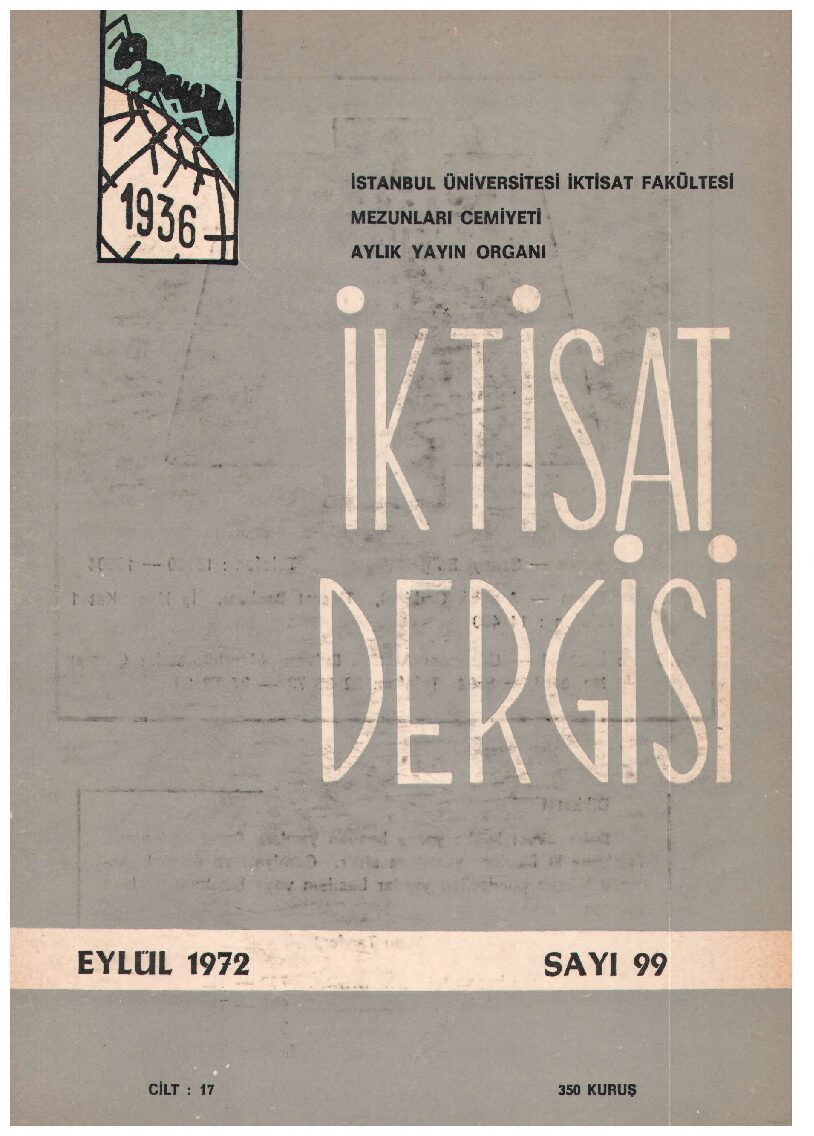 1936
İSTANBUL ÜNİVERSİTESİ İKTİSAT FAKÜLTESİ
MEZUNLARI CEMİYETİ
AYLIK YAYIN ORGANI
İKTİSAT
DERGİSİ
EYLÜL 1972 SAYI 99
CİLT : 17 350 KURUŞ